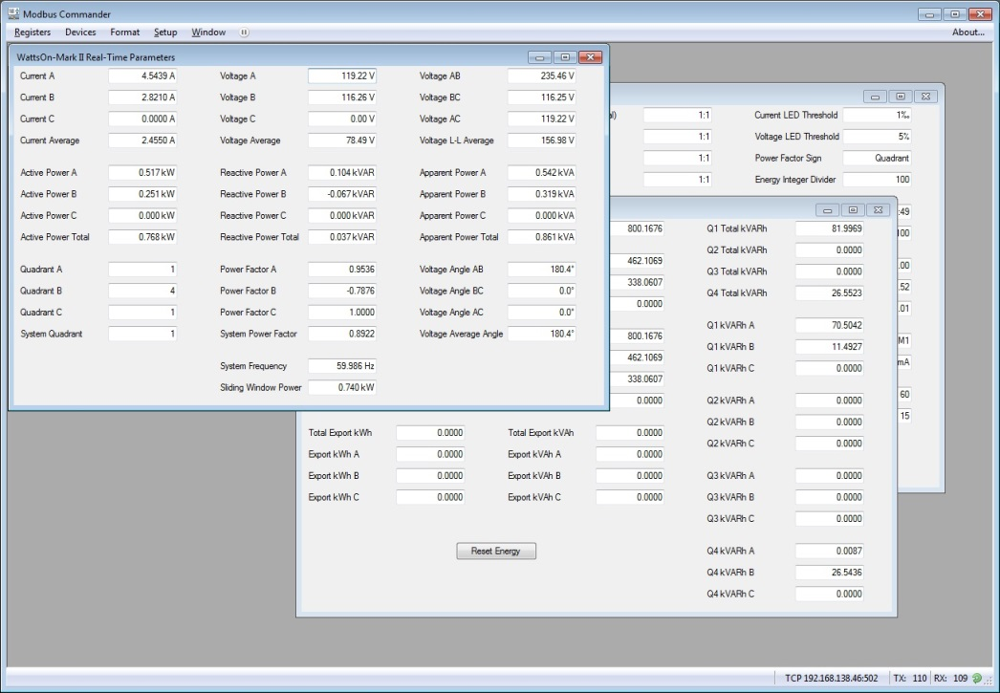 Modbus Commander
Registers Devices Format Setup Window About...
WattsOn-Mark II Real-Time Parameters
Current A 4.5439 A Voltage A 119.22 V Voltage AB 235.46 V
Current B 2.8210 A Voltage B 116.26 V Voltage BC 116.25 V
Current C 0.0000 A Voltage C 0.00 V Voltage AC 119.22 V
Current Average 2.4550 A Voltage Average 78.49 V Voltage L-L Average 156.98 V
Active Power A 0.517 kW Reactive Power A 0.104 kVAR Apparent Power A 0.542 kVA
Active Power B 0.251 kW Reactive Power B -0.067 kVAR Apparent Power B 0.319 kVA
Active Power C 0.000 kW Reactive Power C 0.000 kVAR Apparent Power C 0.000 kVA
Active Power Total 0.768 kW Reactive Power Total 0.037 kVAR Apparent Power Total 0.861 kVA
Quadrant A 1 Power Factor A 0.9536 Voltage Angle AB 180.4°
Quadrant B 4 Power Factor B -0.7876 Voltage Angle BC 0.0°
Quadrant C 1 Power Factor C 1.0000 Voltage Angle AC 0.0°
System Quadrant 1 System Power Factor 0.8922 Voltage Average Angle 180.4°
System Frequency 59.986 Hz
Sliding Window Power 0.740 kW
1:1 Current LED Threshold 1‰
1:1 Voltage LED Threshold 5%
1:1 Power Factor Sign Quadrant
1:1 Energy Integer Divider 100
:49
100
.00
.52
.01
M1
mA
60
15
800.1676 Q1 Total kVARh 81.9969
Q2 Total kVARh 0.0000
462.1069
Q3 Total kVARh 0.0000
338.0607
Q4 Total kVARh 26.5523
0.0000
Q1 kVARh A 70.5042
800.1676
Q1 kVARh B 11.4927
462.1069
Q1 kVARh C 0.0000
338.0607
0.0000 Q2 kVARh A 0.0000
Q2 kVARh B 0.0000
Total Export kWh 0.0000 Total Export kVAh 0.0000
Q2 kVARh C 0.0000
Export kWh A 0.0000 Export kVAh A 0.0000
Export kWh B 0.0000 Export kVAh B 0.0000 Q3 kVARh A 0.0000
Export kWh C 0.0000 Export kVAh C 0.0000 Q3 kVARh B 0.0000
Q3 kVARh C 0.0000
Reset Energy Q4 kVARh A 0.0087
Q4 kVARh B 26.5436
Q4 kVARh C 0.0000
TCP 192.168.138.46:502 TX: 110 RX: 109